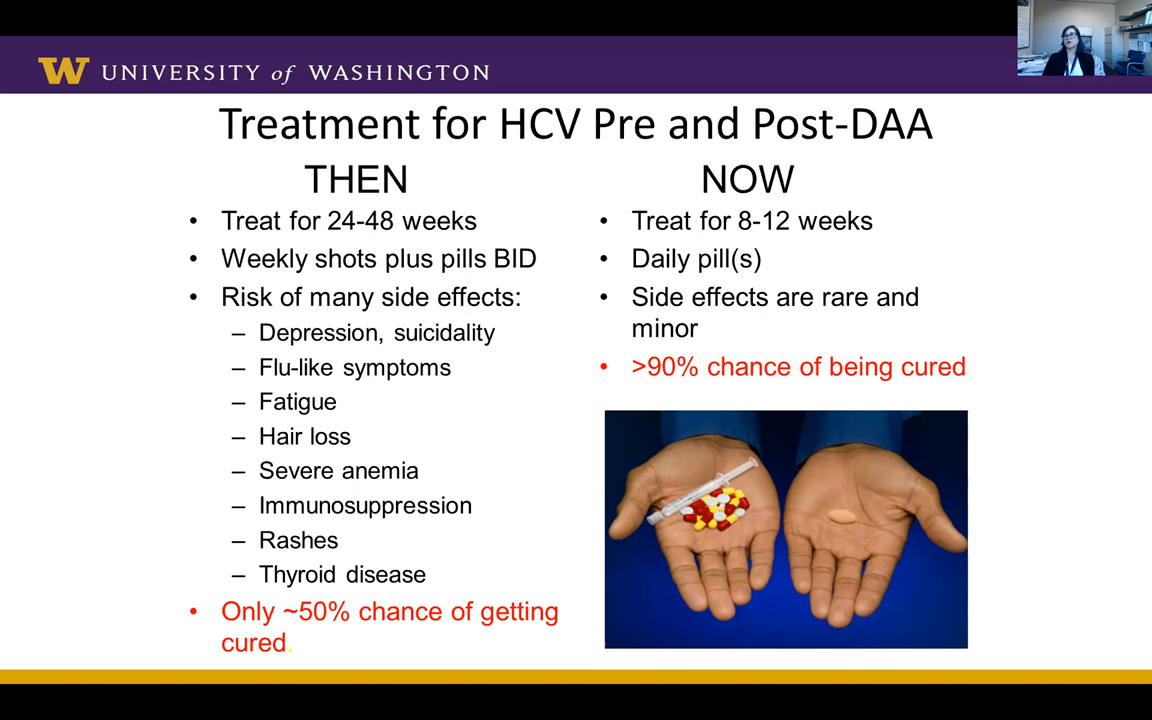 W UNIVERSITY of WASHINGTON
Treatment for HCV Pre and Post-DAA
THEN
• Treat for 24-48 weeks
• Weekly shots plus pills BID
• Risk of many side effects:
– Depression, suicidality
– Flu-like symptoms
– Fatigue
– Hair loss
– Severe anemia
– Immunosuppression
– Rashes
– Thyroid disease
• Only ~50% chance of getting
cured.
NOW
• Treat for 8-12 weeks
• Daily pill(s)
• Side effects are rare and
minor
• >90% chance of being cured